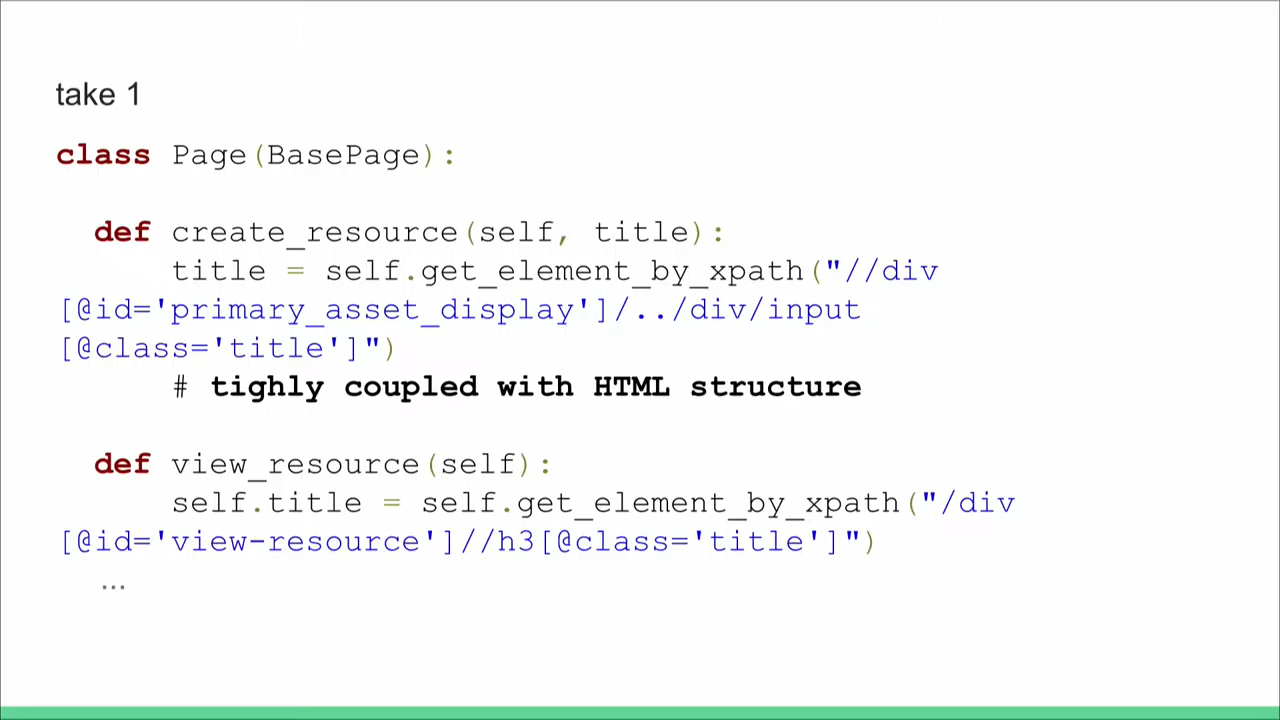 take 1
class Page(BasePage):
def create_resource(self, title):
title = self.get_element_by_xpath("//div
[@id='primary_asset_display']/../div/input
[@class='title']")
# tighly coupled with HTML structure
def view_resource(self):
self.title = self.get_element_by_xpath("/div
[@id='view-resource']//h3[@class='title']")
...